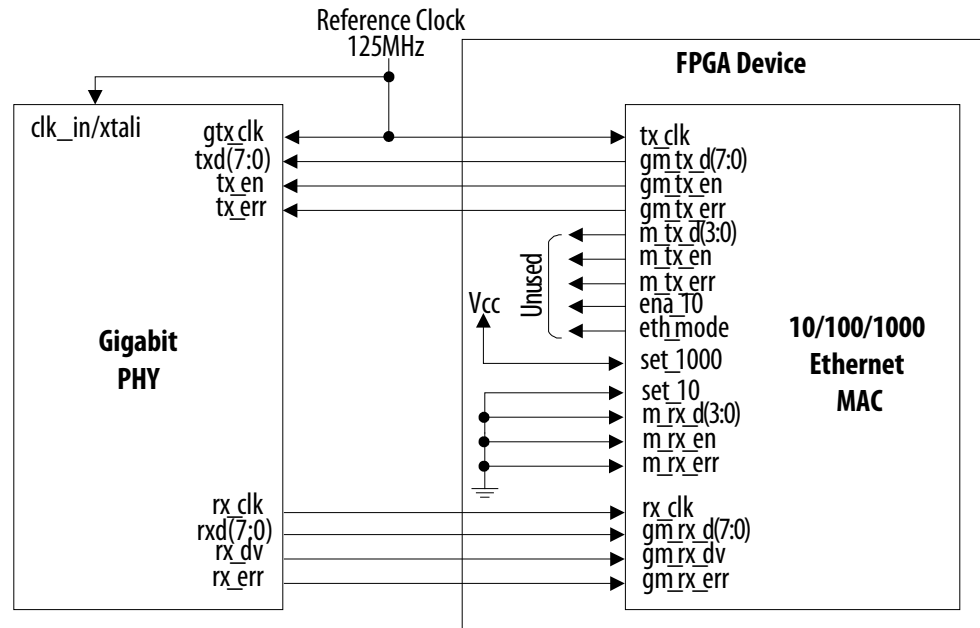 Reference Clock
125MHz
FPGA Device
clk_in/xtali
gtx_clk
txd(7:0)
tx_en
tx_err
tx_clk
gm_tx_d(7:0)
gm_tx_en
gm_tx_err
m_tx_d(3:0)
m_tx_en
m_tx_err
ena_10
eth_mode
Unused
Vcc
set_1000
set_10
m_rx_d(3:0)
m_rx_en
m_rx_err
Gigabit
PHY
10/100/1000
Ethernet
MAC
rx_clk
rxd(7:0)
rx_dv
rx_err
rx_clk
gm_rx_d(7:0)
gm_rx_dv
gm_rx_err